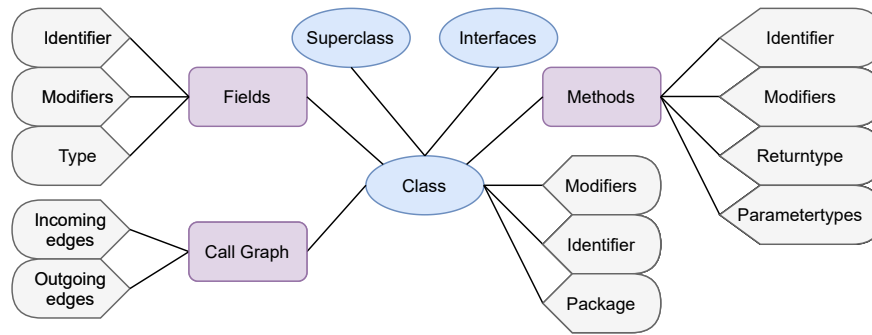 Identifier
Modifiers
Type
Fields
Superclass
Interfaces
Methods
Identifier
Modifiers
Returntype
Parametertypes
Class
Modifiers
Identifier
Package
Incoming
edges
Outgoing
edges
Call Graph